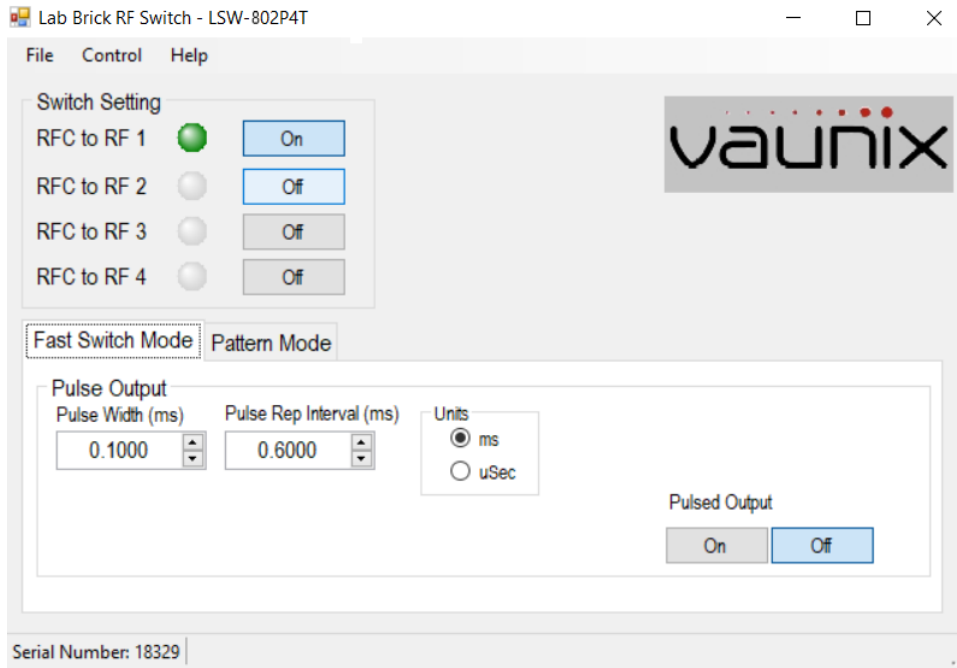 Lab Brick RF Switch - LSW-802P4T
File Control Help
Switch Setting
RFC to RF 1 On
vaunix
RFC to RF 2 Off
RFC to RF 3 Off
RFC to RF 4 Off
Fast Switch Mode Pattern Mode
Pulse Output
Pulse Width (ms) Pulse Rep Interval (ms) Units
0.1000 0.6000 ms
uSec
Pulsed Output
On Off
Serial Number: 18329